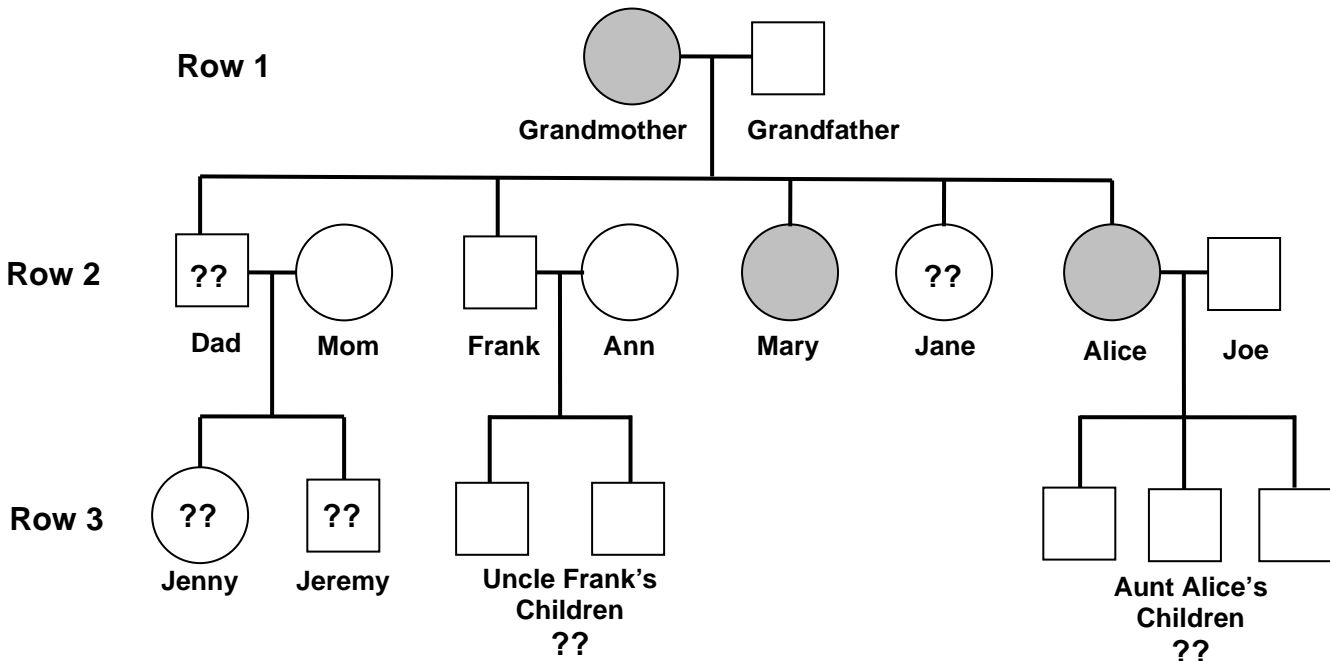 Row 1
Grandmother
Grandfather
Row 2
??
??
Dad
Mom
Frank
Ann
Mary
Jane
Alice
Joe
Row 3
??
??
Jenny
Jeremy
Uncle Frank's
Children
??
Aunt Alice's
Children
??